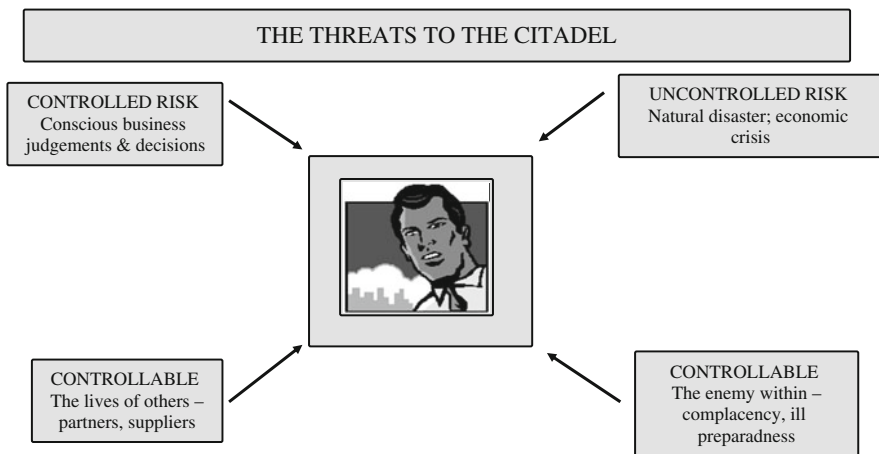 THE THREATS TO THE CITADEL
CONTROLLED RISK
Conscious business
judgements & decisions
UNCONTROLLED RISK
Natural disaster; economic
crisis
CONTROLLABLE
The lives of others –
partners, suppliers
CONTROLLABLE
The enemy within –
complacency, ill
preparadness